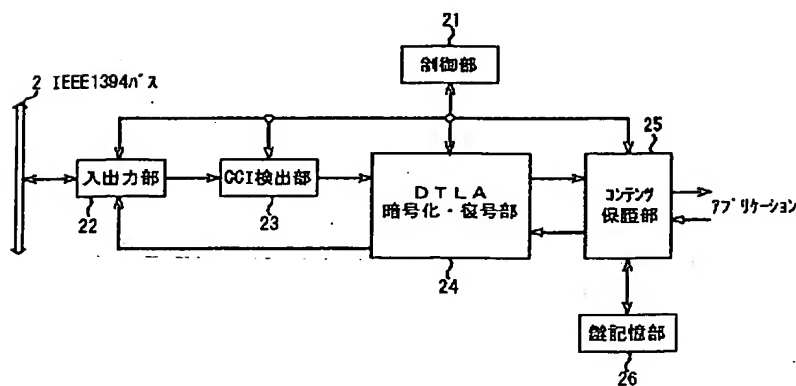 21
制御部
2 IEEE1394バス
25
入出力部
CCI検出部
DTLA
暗号化・復号部
コンテンツ
保證部
アプリケーション
22
23
24
鍵記憶部
26